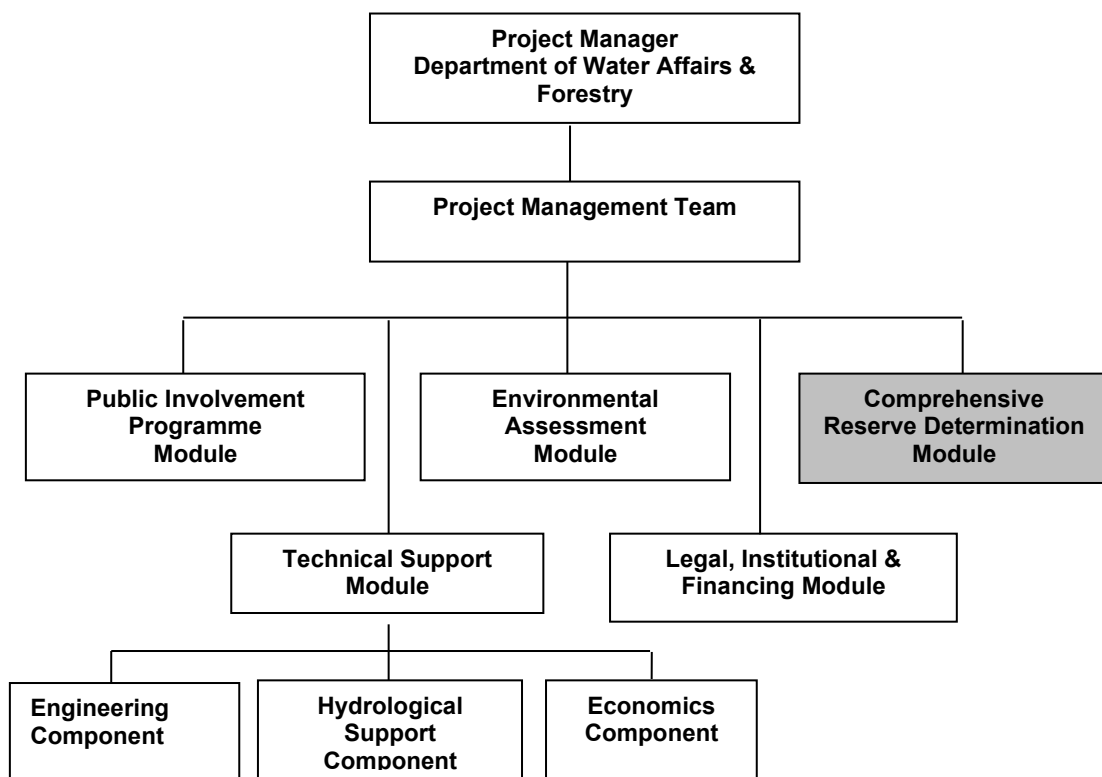 Project Manager
Department of Water Affairs &
Forestry
Project Management Team
Public Involvement
Programme
Module
Environmental
Assessment
Module
Comprehensive
Reserve Determination
Module
Technical Support
Module
Legal, Institutional &
Financing Module
Engineering
Component
Hydrological
Support
Component
Economics
Component